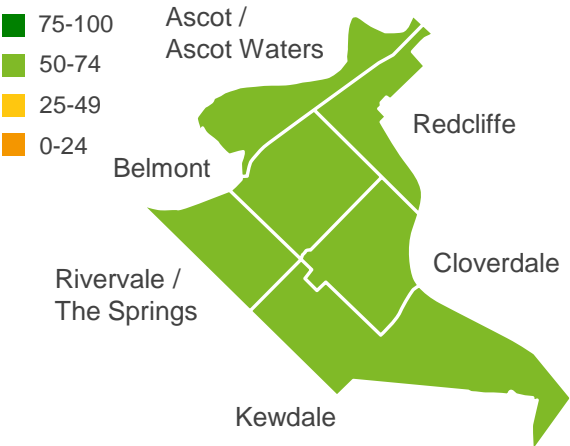 75-100
50-74
25-49
0-24
Ascot /
Ascot Waters
Redcliffe
Belmont
Cloverdale
Rivervale /
The Springs
Kewdale